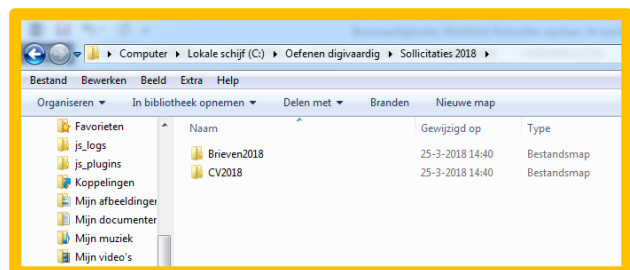 Computer ▸ Lokale schijf (C:) ▸ Oefenen digivaardig ▸ Sollicitaties 2018 ▸
Bestand Bewerken Beeld Extra Help
Organiseren ▾ In bibliotheek opnemen ▾ Delen met ▾ Branden Nieuwe map
Favorieten
js_logs
js_plugins
Koppelingen
Mijn afbeeldingen
Mijn documenten
Mijn muziek
Mijn video's
Naam Gewijzigd op Type
Brieven2018 25-3-2018 14:40 Bestandsmap
CV2018 25-3-2018 14:40 Bestandsmap